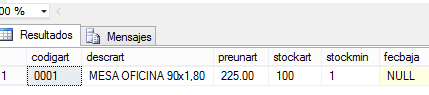 00 %
Resultados Mensajes
codigart descrart preunart stockart stockmin fecbaja
1 0001 MESA OFICINA 90x1,80 225.00 100 1 NULL